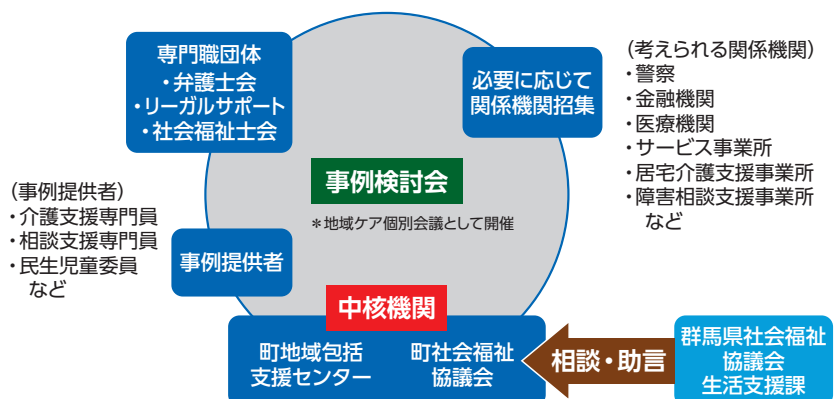 専門職団体
・弁護士会
・リーガルサポート
・社会福祉士会
必要に応じて
関係機関招集
(考えられる関係機関)
・警察
・金融機関
・医療機関
・サービス事業所
・居宅介護支援事業所
・障害相談支援事業所
など
事例検討会
＊地域ケア個別会議として開催
(事例提供者)
・介護支援専門員
・相談支援専門員
・民生児童委員
など
事例提供者
中核機関
町地域包括
支援センター
町社会福祉
協議会
相談・助言
群馬県社会福祉
協議会
生活支援課